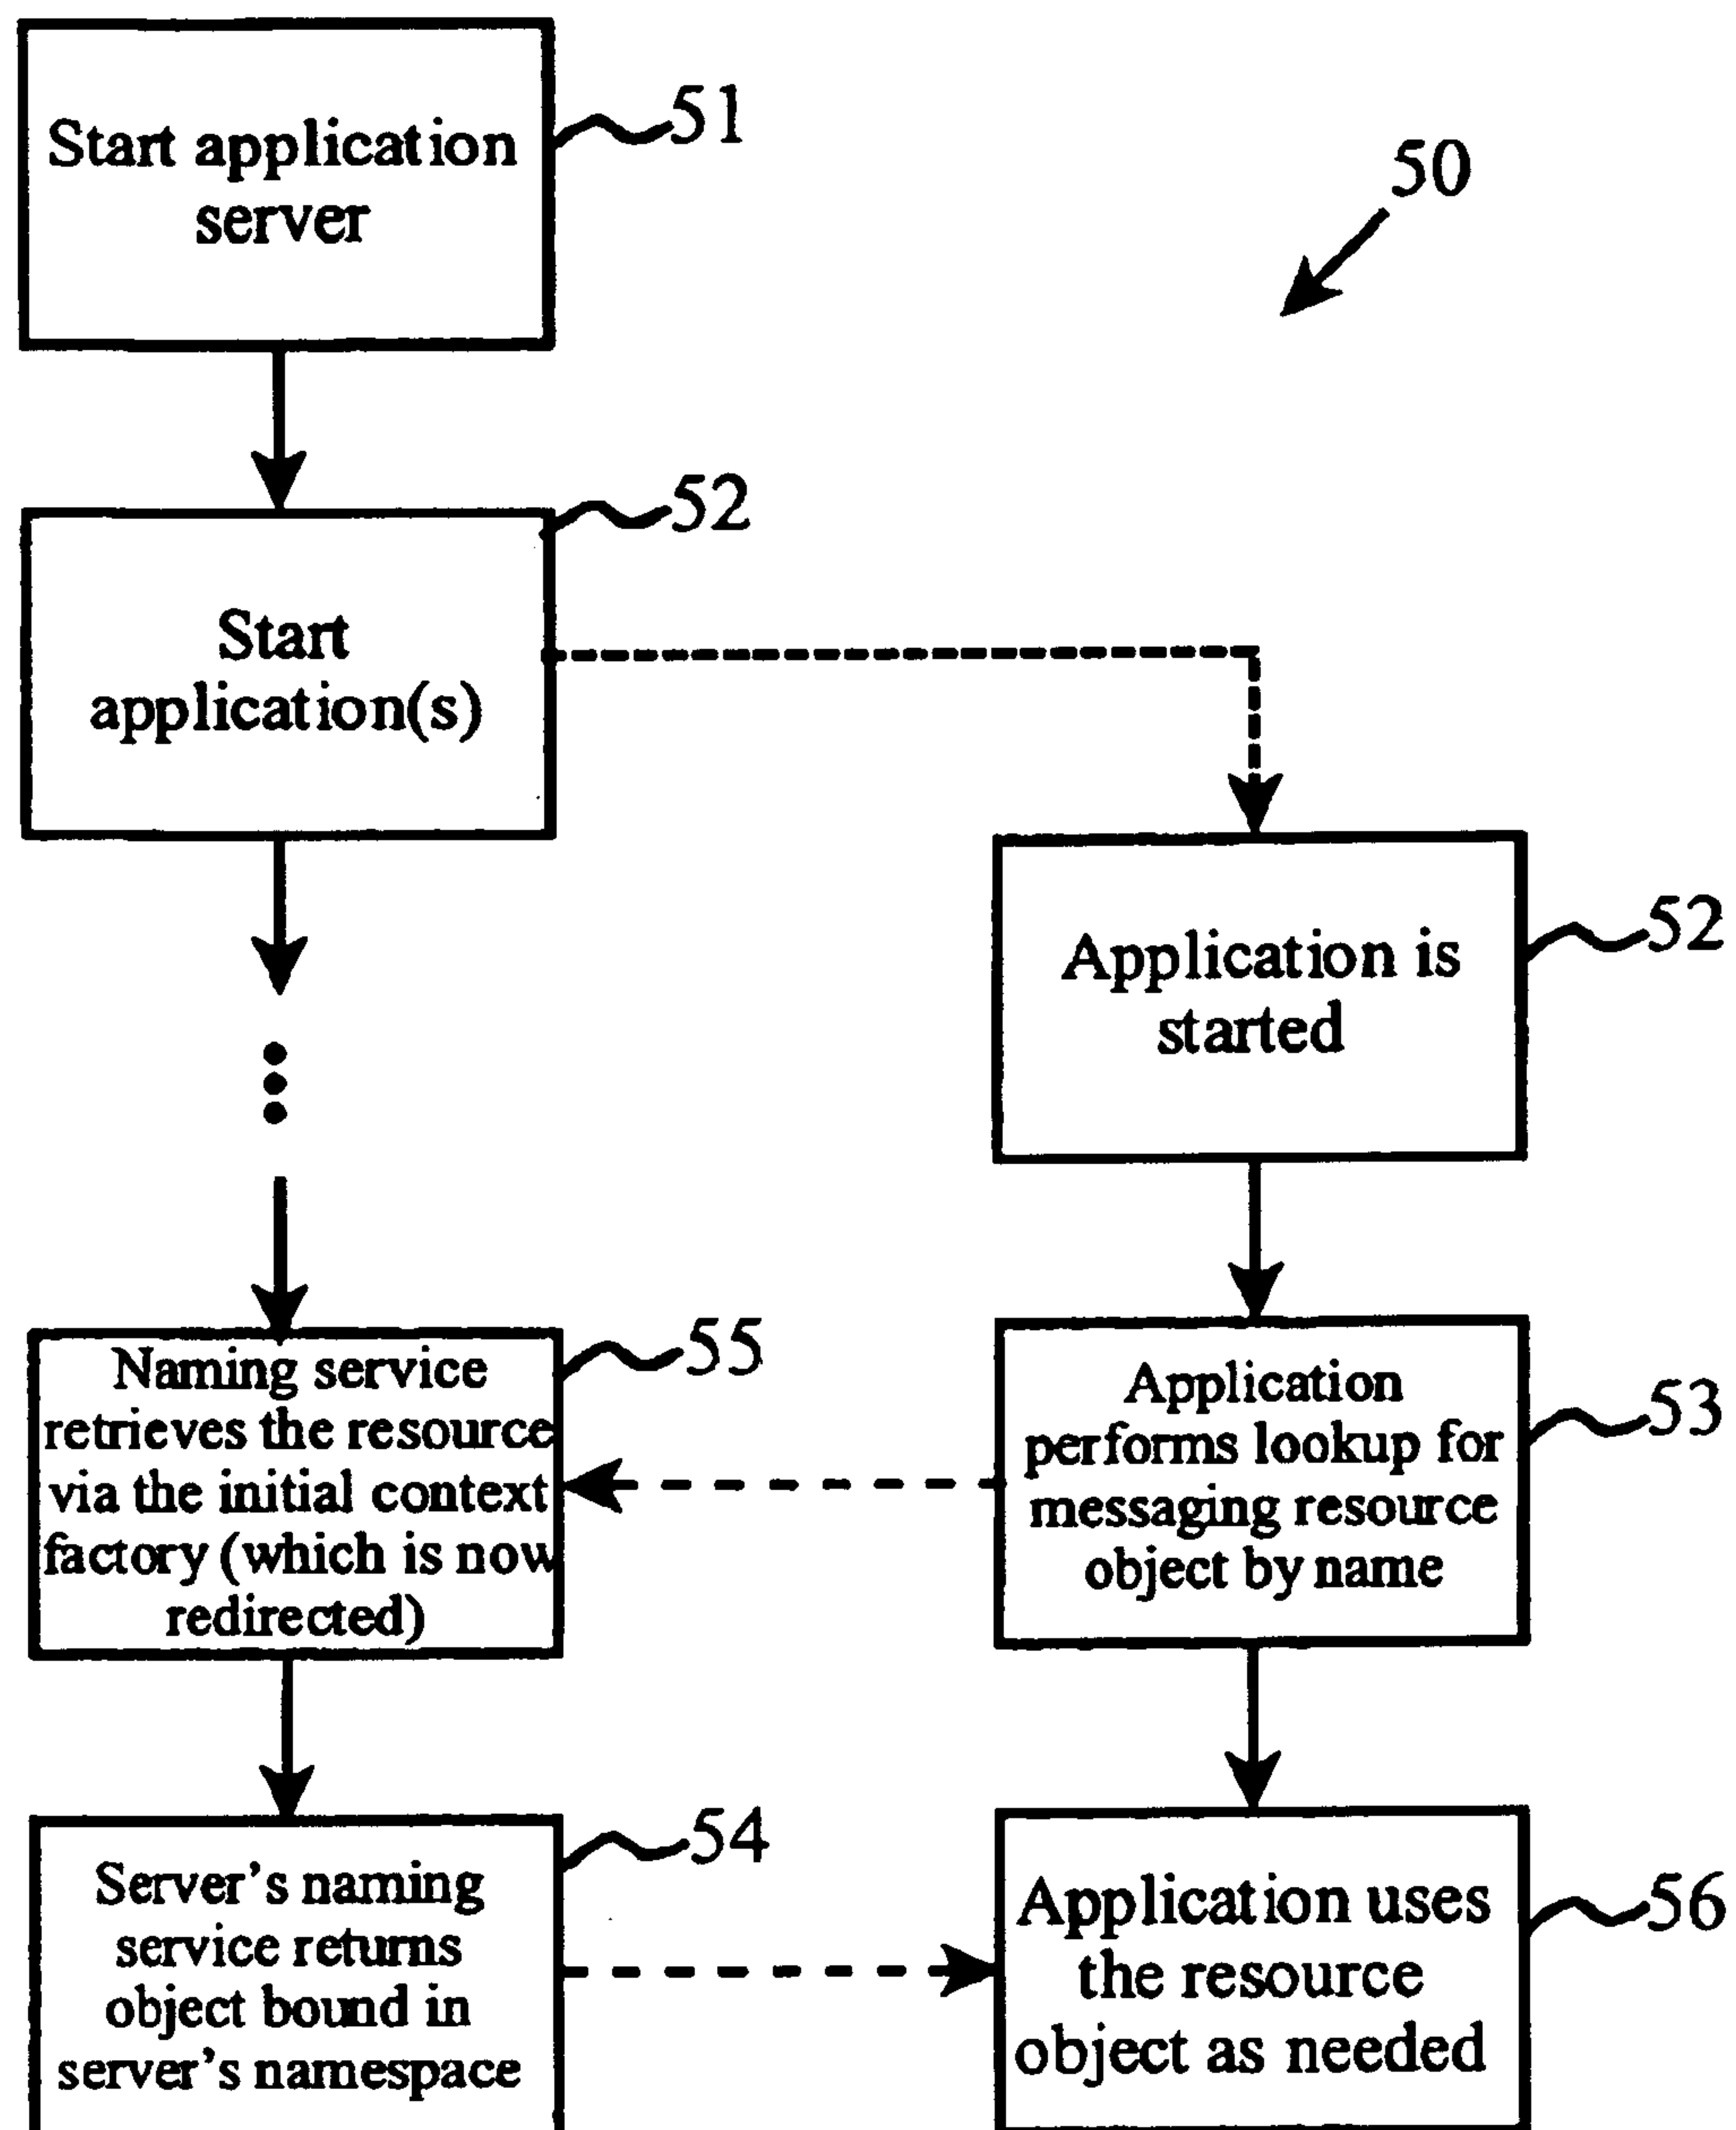 Start application
server
51
50
Start
application(s)
52
Application is
started
52
Naming service
retrieves the resource
via the initial context
factory (which is now
redirected)
55
Application
performs lookup for
messaging resource
object by name
53
Server's naming
service returns
object bound in
server's namespace
54
Application uses
the resource
object as needed
56